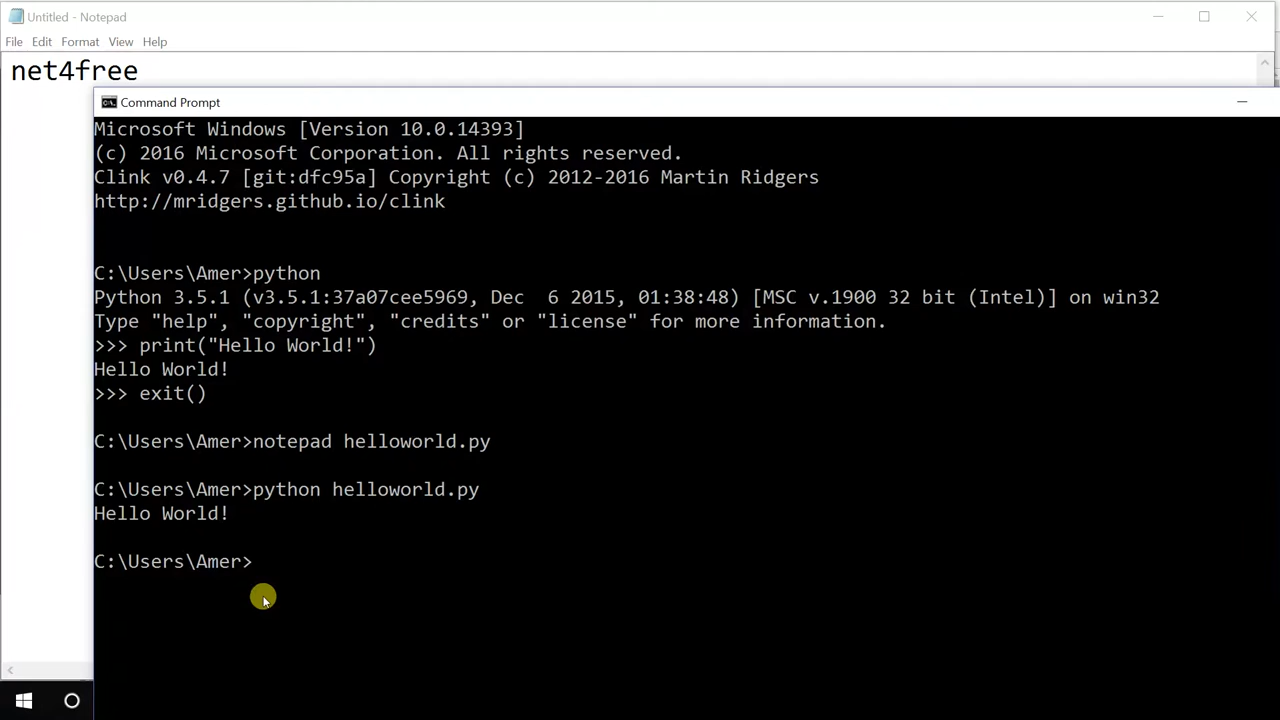 Untitled - Notepad
File Edit Format View Help
net4free
Command Prompt
Microsoft Windows [Version 10.0.14393]
(c) 2016 Microsoft Corporation. All rights reserved.
Clink v0.4.7 [git:dfc95a] Copyright (c) 2012-2016 Martin Ridgers
http://mridgers.github.io/clink
C:\Users\Amer>python
Python 3.5.1 (v3.5.1:37a07cee5969, Dec  6 2015, 01:38:48) [MSC v.1900 32 bit (Intel)] on win32
Type "help", "copyright", "credits" or "license" for more information.
>>> print("Hello World!")
Hello World!
>>> exit()
C:\Users\Amer>notepad helloworld.py
C:\Users\Amer>python helloworld.py
Hello World!
C:\Users\Amer>